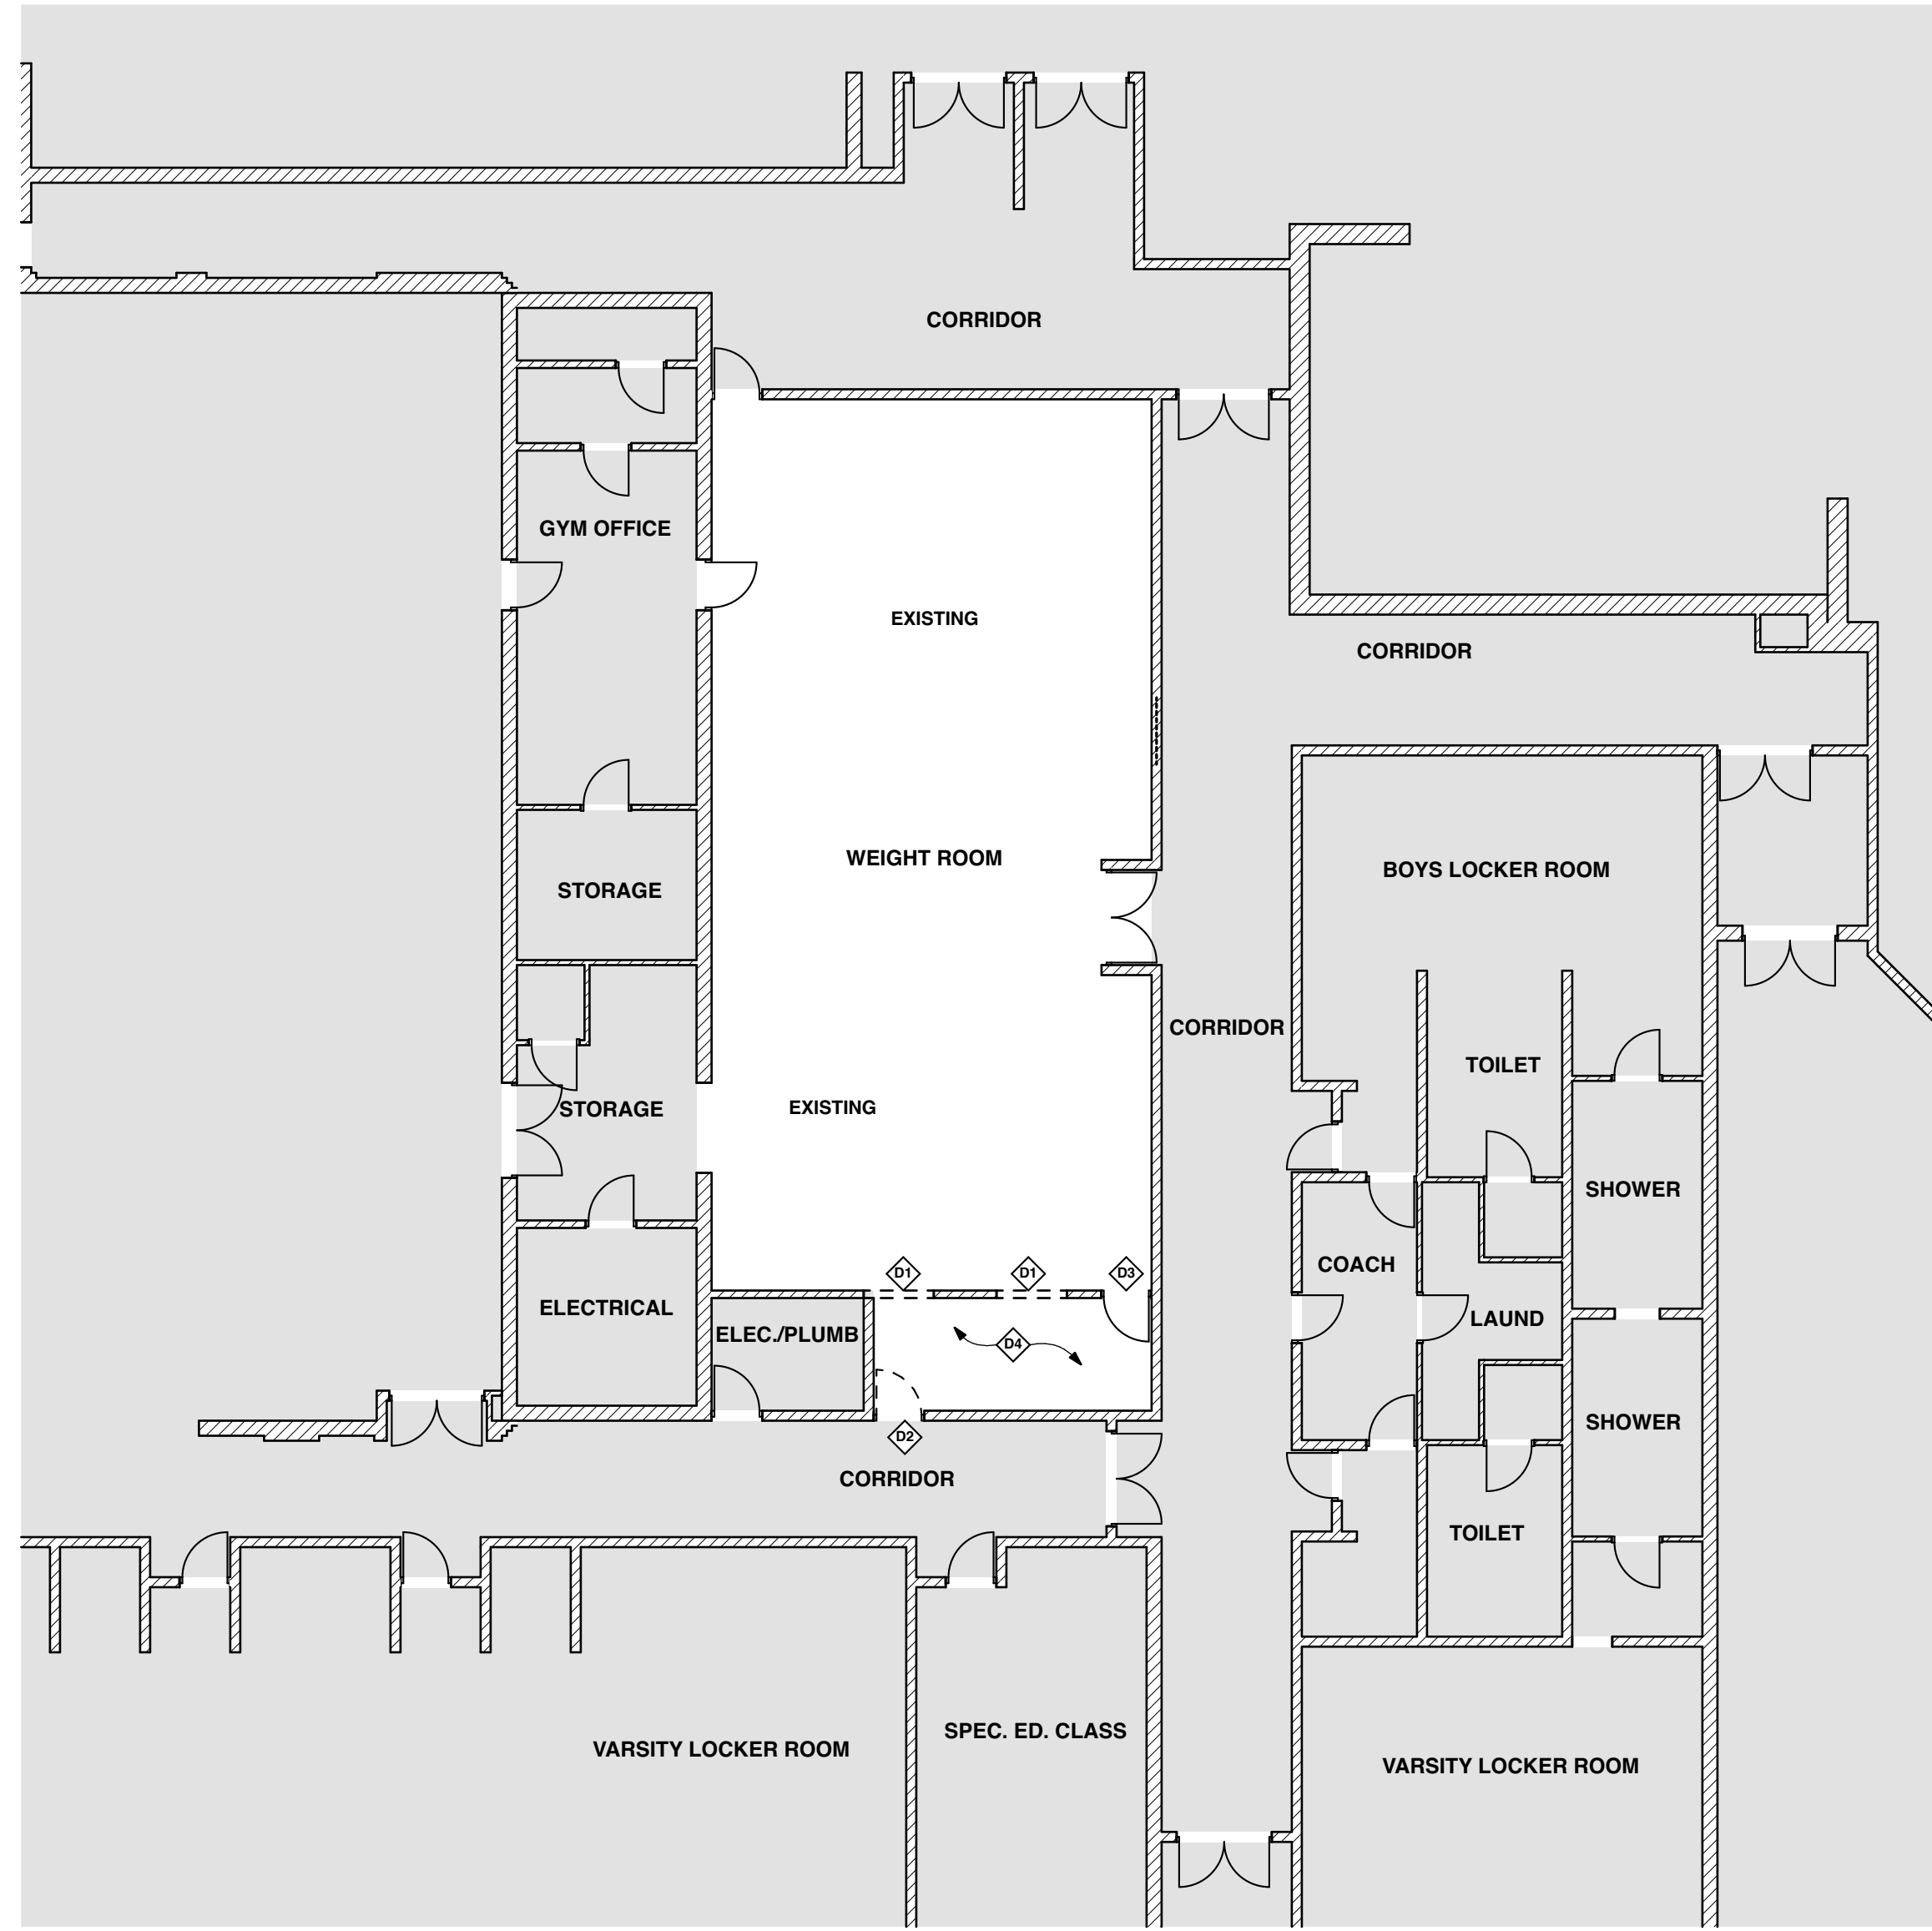 CORRIDOR
GYM OFFICE
EXISTING
CORRIDOR
WEIGHT ROOM
BOYS LOCKER ROOM
STORAGE
CORRIDOR
TOILET
STORAGE
EXISTING
SHOWER
COACH
D1
D1
D3
ELECTRICAL
LAUND
ELEC./PLUMB
D4
SHOWER
D2
CORRIDOR
TOILET
SPEC. ED. CLASS
VARSITY LOCKER ROOM
VARSITY LOCKER ROOM